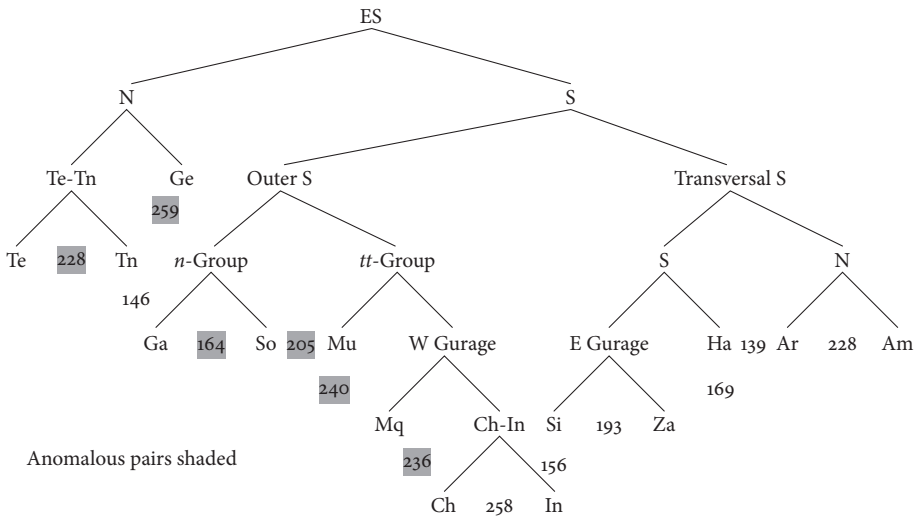 ES
N S
Te-Tn Ge Outer S Transversal S
259
Te 228 Tn n-Group tt-Group S N
146
Ga 164 So 205 Mu W Gurage E Gurage Ha 139 Ar 228 Am
240 169
Mq Ch-In Si 193 Za
Anomalous pairs shaded 236 156
Ch 258 In